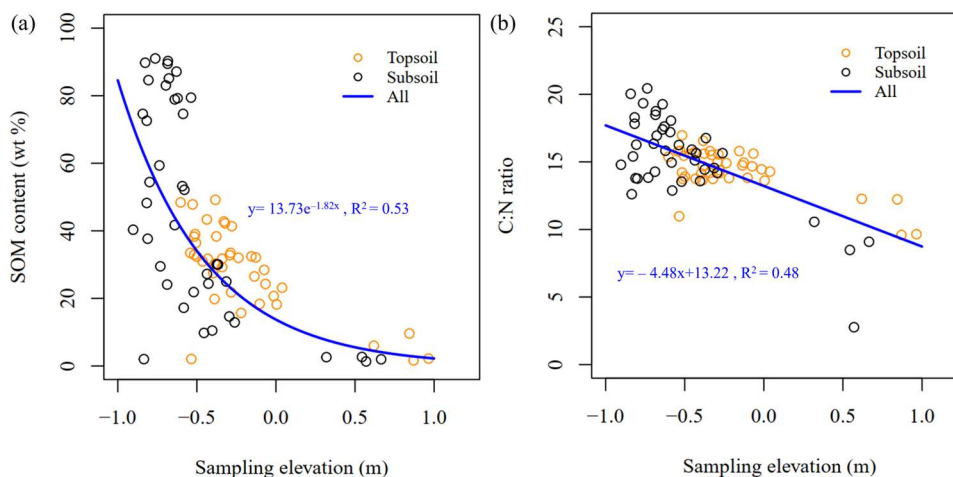 (a)
100
80
60
40
20
0
SOM content (wt %)
Topsoil
Subsoil
All
y= 13.73e−1.82x , R2 = 0.53
−1.0 −0.5 0.0 0.5 1.0
Sampling elevation (m)
(b)
25
20
15
10
5
0
C:N ratio
Topsoil
Subsoil
All
y= − 4.48x+13.22 , R2 = 0.48
−1.0 −0.5 0.0 0.5 1.0
Sampling elevation (m)